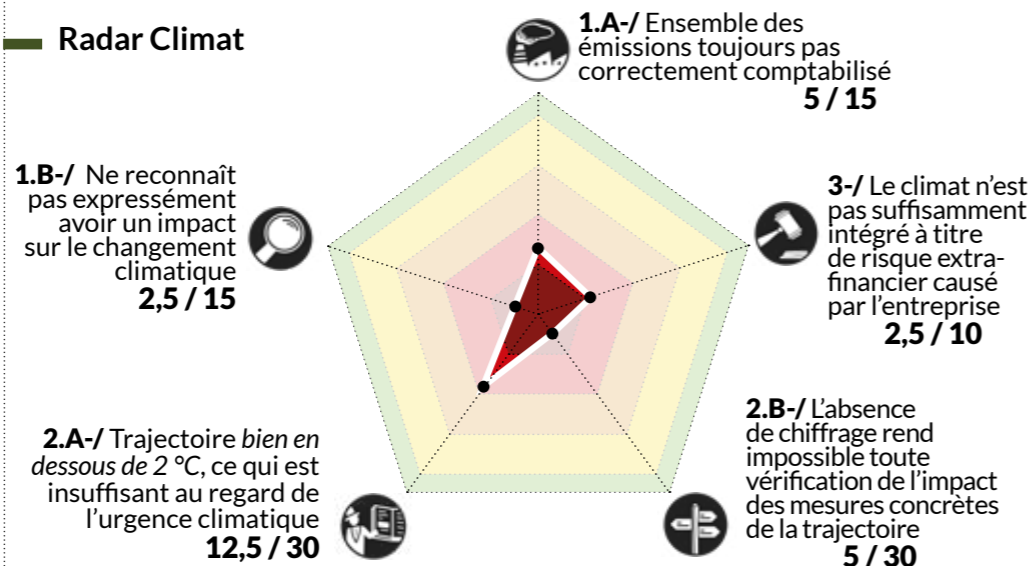 Radar Climat
1.A-/ Ensemble des
émissions toujours pas
correctement comptabilisé
5 / 15
1.B-/ Ne reconnaît
pas expressément
avoir un impact
sur le changement
climatique
2,5 / 15
3-/ Le climat n’est
pas suffisamment
intégré à titre
de risque extra-
financier causé
par l’entreprise
2,5 / 10
2.A-/ Trajectoire bien en
dessous de 2 °C, ce qui est
insuffisant au regard de
l’urgence climatique
12,5 / 30
2.B-/ L’absence
de chiffrage rend
impossible toute
vérification de l’impact
des mesures concrètes
de la trajectoire
5 / 30